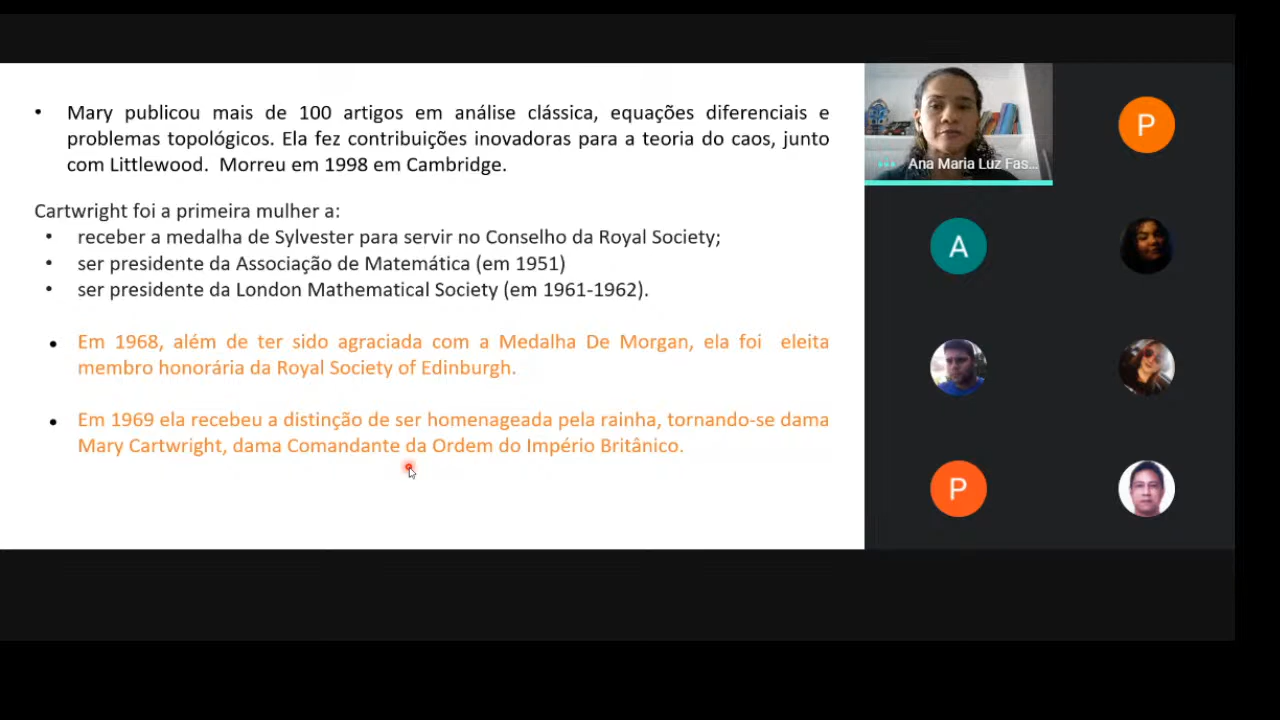 Mary publicou mais de 100 artigos em análise clássica, equações diferenciais e
problemas topológicos. Ela fez contribuições inovadoras para a teoria do caos, junto
com Littlewood. Morreu em 1998 em Cambridge.
Cartwright foi a primeira mulher a:
receber a medalha de Sylvester para servir no Conselho da Royal Society;
ser presidente da Associação de Matemática (em 1951)
ser presidente da London Mathematical Society (em 1961-1962).
Em 1968, além de ter sido agraciada com a Medalha De Morgan, ela foi eleita
membro honorária da Royal Society of Edinburgh.
Em 1969 ela recebeu a distinção de ser homenageada pela rainha, tornando-se dama
Mary Cartwright, dama Comandante da Ordem do Império Britânico.
Ana Maria Luz Fas...
P
A
P